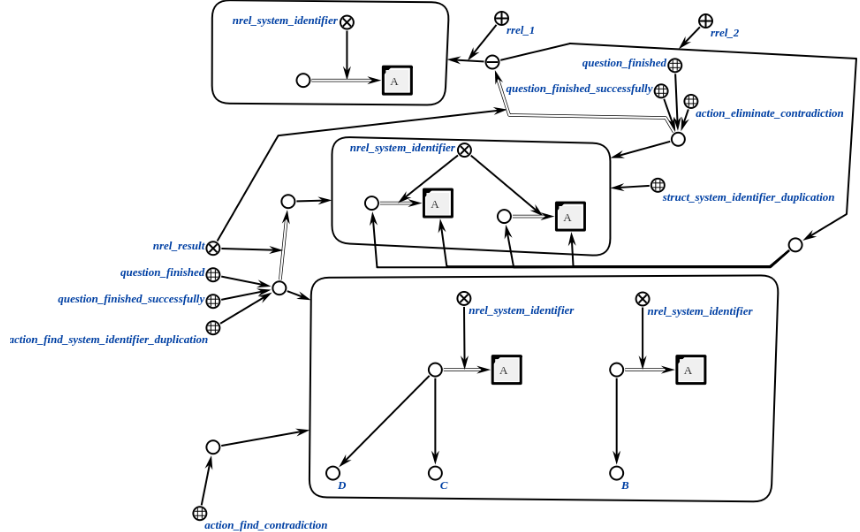 nrel_system_identifier
rrel_1
rrel_2
A
question_finished
question_finished_successfully
action_eliminate_contradiction
nrel_system_identifier
struct_system_identifier_duplication
A
A
nrel_result
question_finished
question_finished_successfully
action_find_system_identifier_duplication
nrel_system_identifier
nrel_system_identifier
A
A
D
C
B
action_find_contradiction